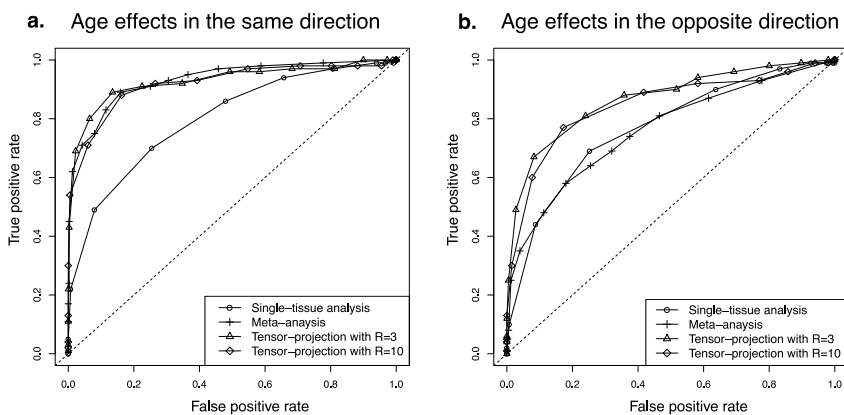 a. Age effects in the same direction
True positive rate
1.0
0.8
0.6
0.4
0.2
0.0
Single-tissue analysis
Meta-anaysis
Tensor-projection with R=3
Tensor-projection with R=10
0.0 0.2 0.4 0.6 0.8 1.0
False positive rate
b. Age effects in the opposite direction
True positive rate
1.0
0.8
0.6
0.4
0.2
0.0
Single-tissue analysis
Meta-anaysis
Tensor-projection with R=3
Tensor-projection with R=10
0.0 0.2 0.4 0.6 0.8 1.0
False positive rate